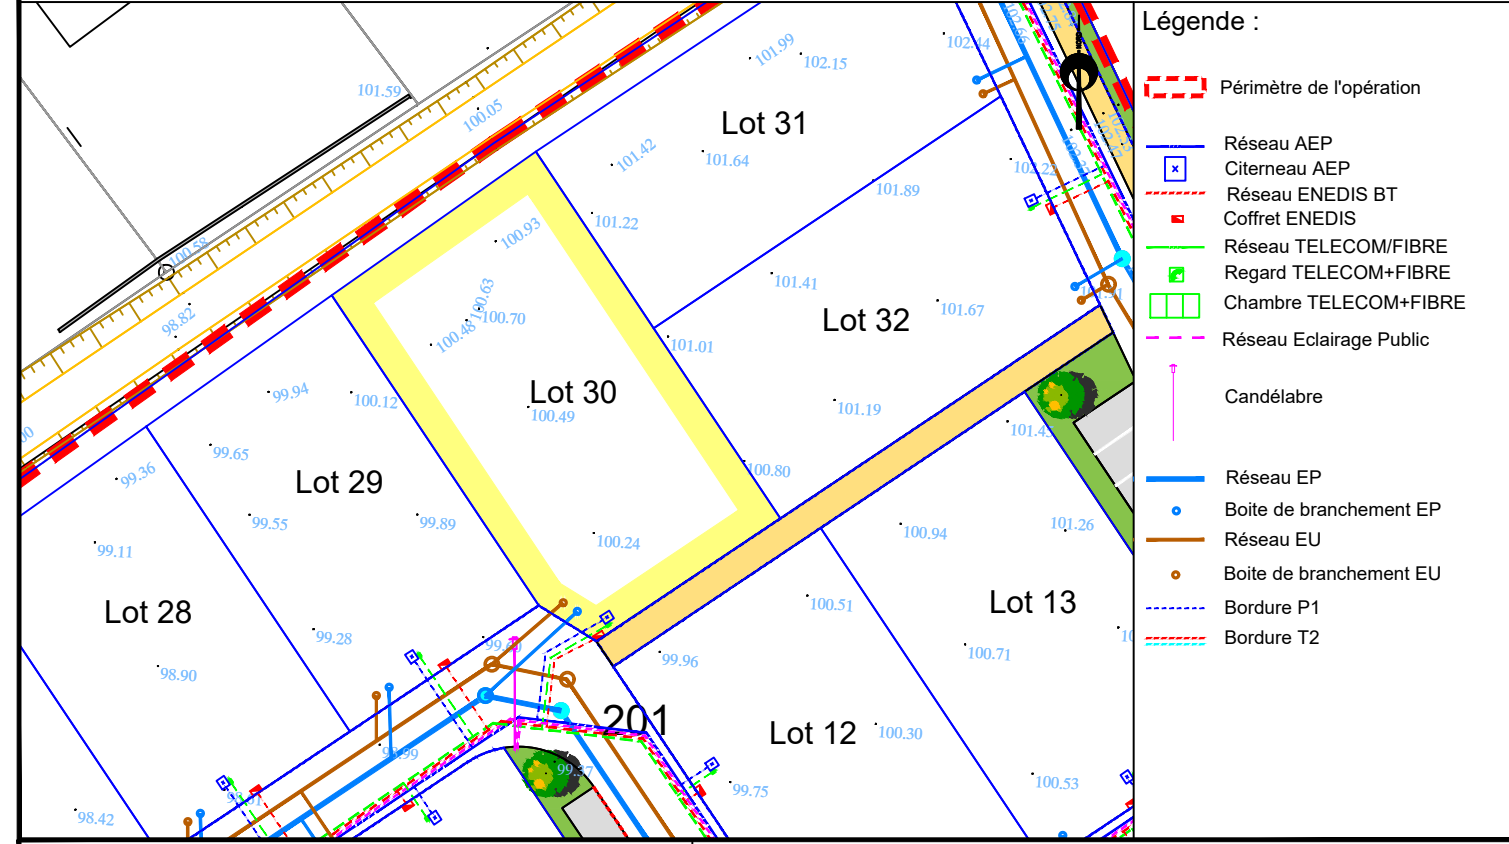 101.59
100.05
101.99
102.15
102.44
Lot 31
101.42
101.64
101.89
102.22
101.22
100.93
100.58
98.82
100.63
100.70
100.48
101.41
101.67
Lot 32
101.01
Lot 30
100.49
101.19
99.94
100.12
99.65
99.36
Lot 29
99.55
99.89
99.11
100.80
100.24
100.94
101.26
Lot 28
99.28
98.90
100.51
Lot 13
100.71
99.96
201
Lot 12
100.30
100.53
99.37
99.75
98.42
Légende :
Périmètre de l'opération
Réseau AEP
Citerneau AEP
Réseau ENEDIS BT
Coffret ENEDIS
Réseau TELECOM/FIBRE
Regard TELECOM+FIBRE
Chambre TELECOM+FIBRE
Réseau Eclairage Public
Candélabre
Réseau EP
Boite de branchement EP
Réseau EU
Boite de branchement EU
Bordure P1
Bordure T2